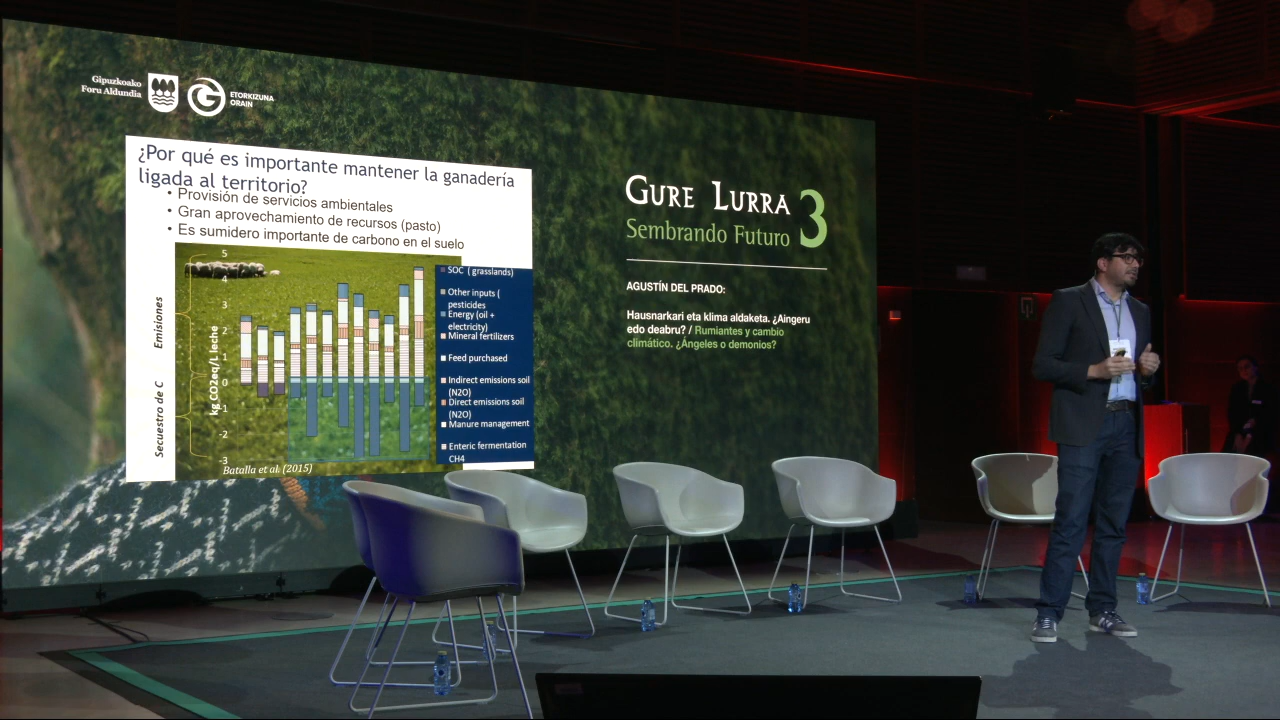 Gipuzkoako
Foru Aldundia
ETORKIZUNA
ORAIN
¿Por qué es importante mantener la ganadería
ligada al territorio?
• Provisión de servicios ambientales
• Gran aprovechamiento de recursos (pasto)
• Es sumidero importante de carbono en el suelo
Emisiones
Secuestro de C
kg CO2eq/L leche
5
4
3
2
1
0
-1
-2
-3
Batalla et al. (2015)
SOC ( grasslands)
Other inputs (
pesticides
Energy (oil +
electricity)
Mineral fertilizers
Feed purchased
Indirect emissions soil
(N2O)
Direct emissions soil
(N2O)
Manure management
Enteric fermentation
CH4
GURE LURRA 3
Sembrando Futuro
AGUSTÍN DEL PRADO:
Hausnarkari eta klima aldaketa. ¿Aingeru
edo deabru? / Rumiantes y cambio
climático. ¿Ángeles o demonios?